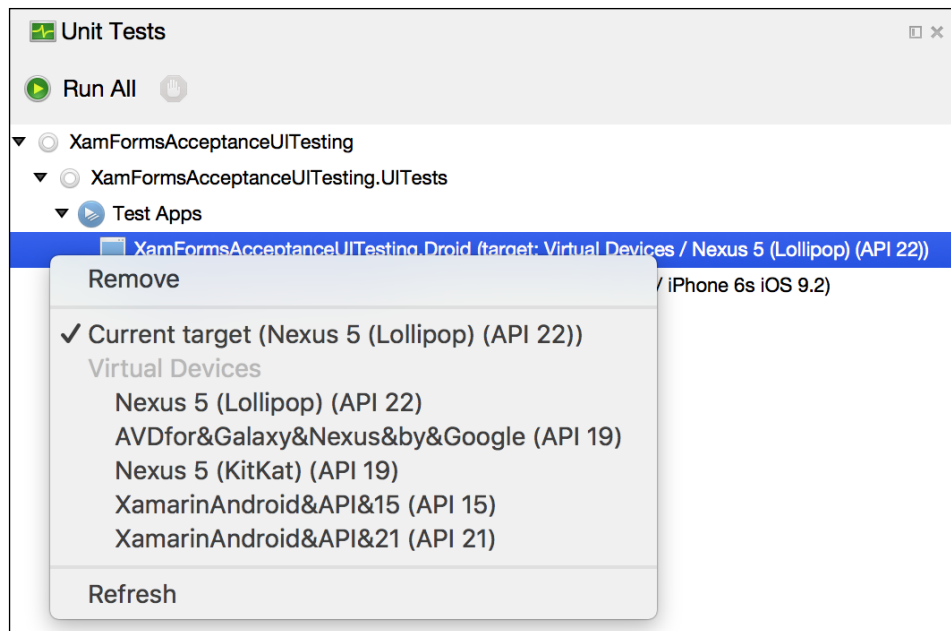 Unit Tests
Run All
XamFormsAcceptanceUITesting
XamFormsAcceptanceUITesting.UITests
Test Apps
XamFormsAcceptanceUITesting.Droid (target: Virtual Devices / Nexus 5 (Lollipop) (API 22))
Remove
/ iPhone 6s iOS 9.2)
Current target (Nexus 5 (Lollipop) (API 22))
Virtual Devices
Nexus 5 (Lollipop) (API 22)
AVDfor&Galaxy&Nexus&by&Google (API 19)
Nexus 5 (KitKat) (API 19)
XamarinAndroid&API&15 (API 15)
XamarinAndroid&API&21 (API 21)
Refresh